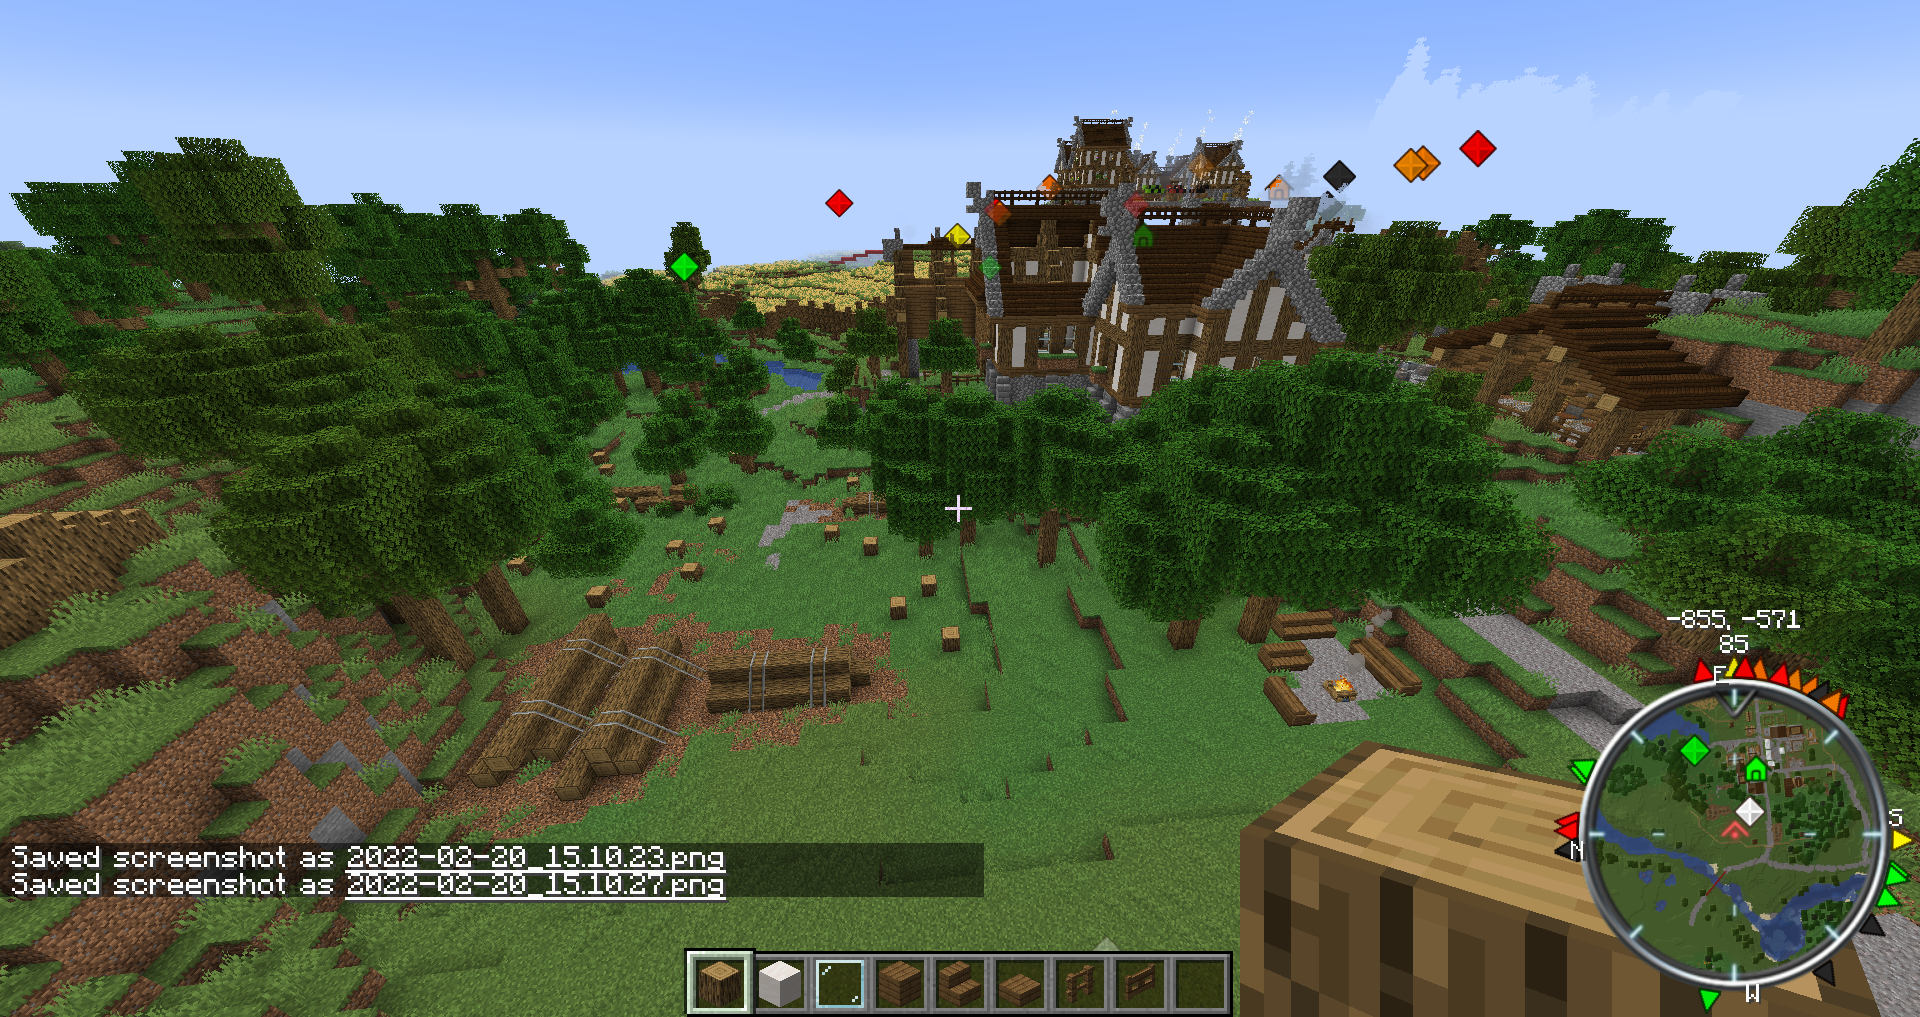 -855, -571
85
E
S
N
W
Saved screenshot as 2022-02-20_15.10.23.png
Saved screenshot as 2022-02-20_15.10.27.png